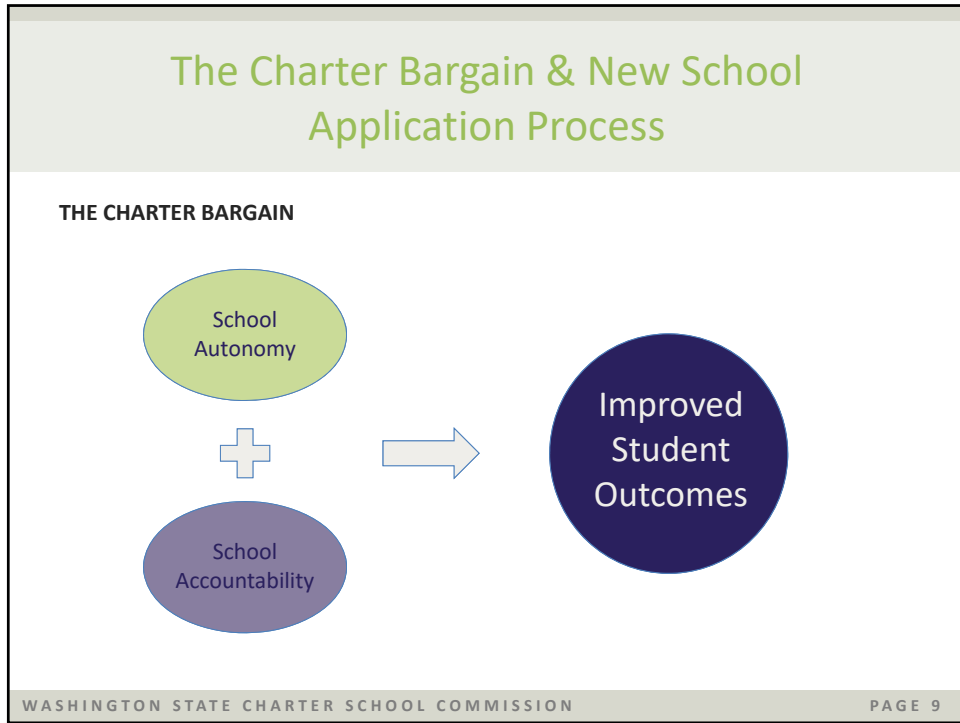 The Charter Bargain & New School
Application Process
THE CHARTER BARGAIN
School
Autonomy
School
Accountability
Improved
Student
Outcomes
WASHINGTON STATE CHARTER SCHOOL COMMISSION
PAGE 9